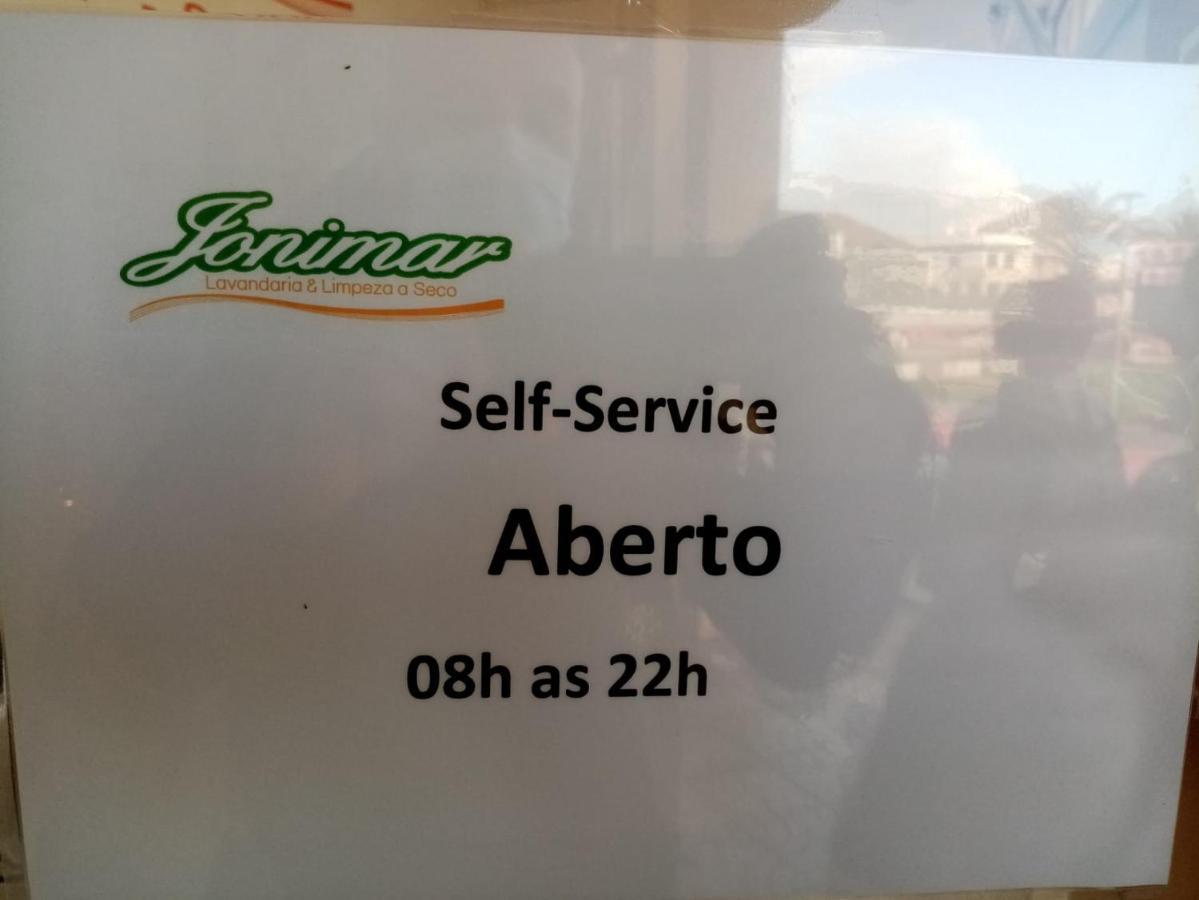 Jonimar
Lavandaria & Limpeza a Seco
Self-Service
Aberto
08h as 22h